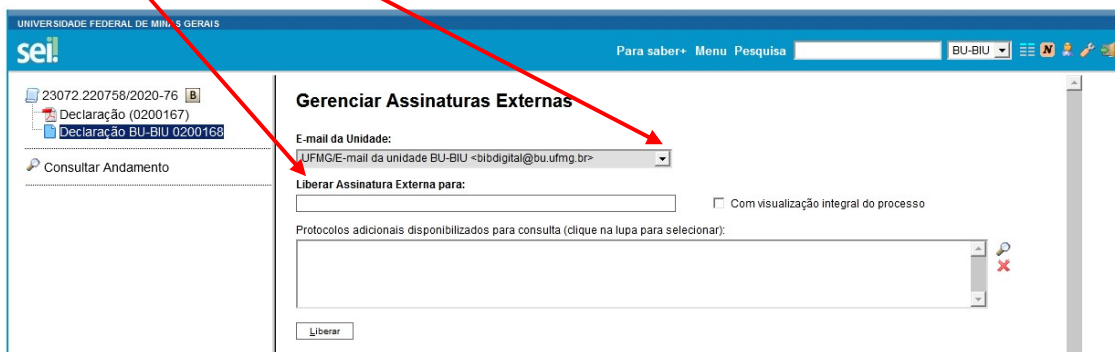 UNIVERSIDADE FEDERAL DE MINAS GERAIS
sei!
Para saber+ Menu Pesquisa
BU-BIU
N
23072.220758/2020-76 B
Declaração (0200167)
Declaração BU-BIU 0200168
Consultar Andamento
Gerenciar Assinaturas Externas
E-mail da Unidade:
UFMG/E-mail da unidade BU-BIU <bibdigital@bu.ufmg.br>
Liberar Assinatura Externa para:
Com visualização integral do processo
Protocolos adicionais disponibilizados para consulta (clique na lupa para selecionar):
Liberar